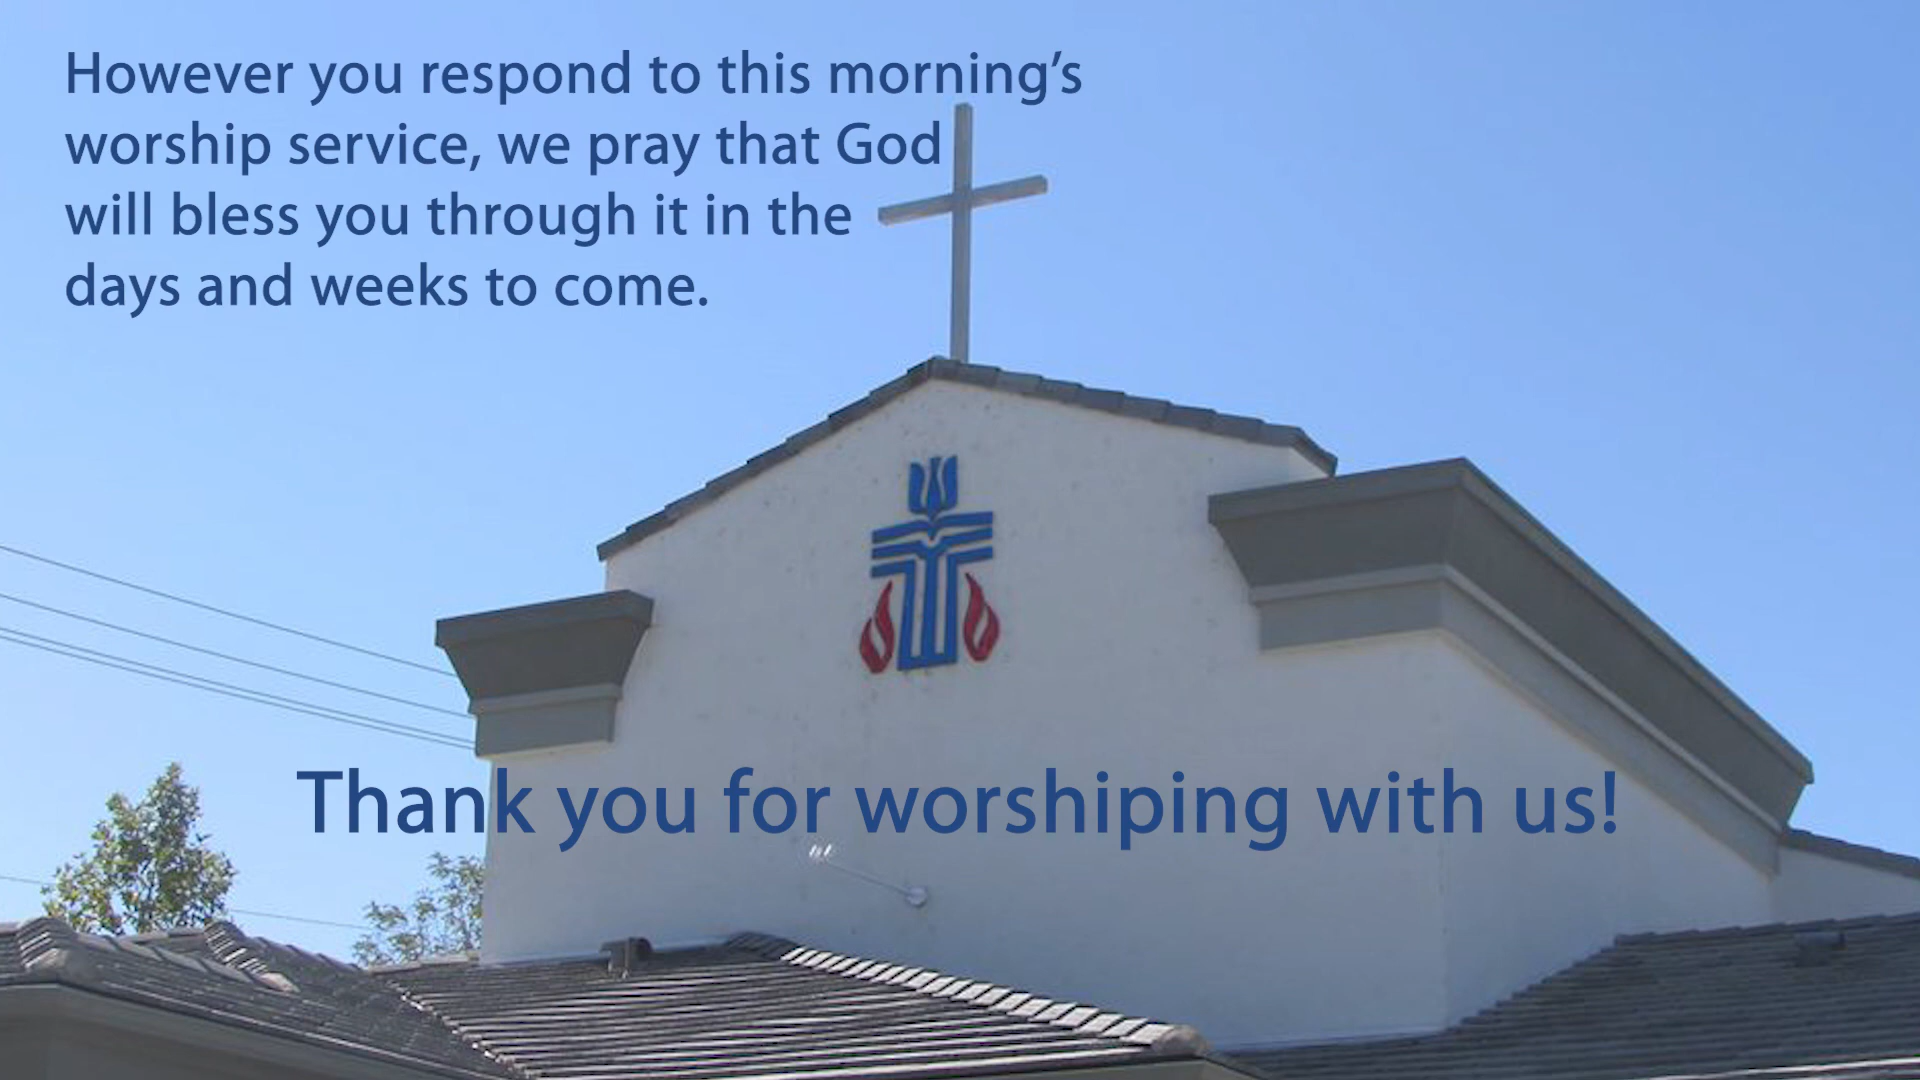 However you respond to this morning’s
worship service, we pray that God
will bless you through it in the
days and weeks to come.
Thank you for worshiping with us!